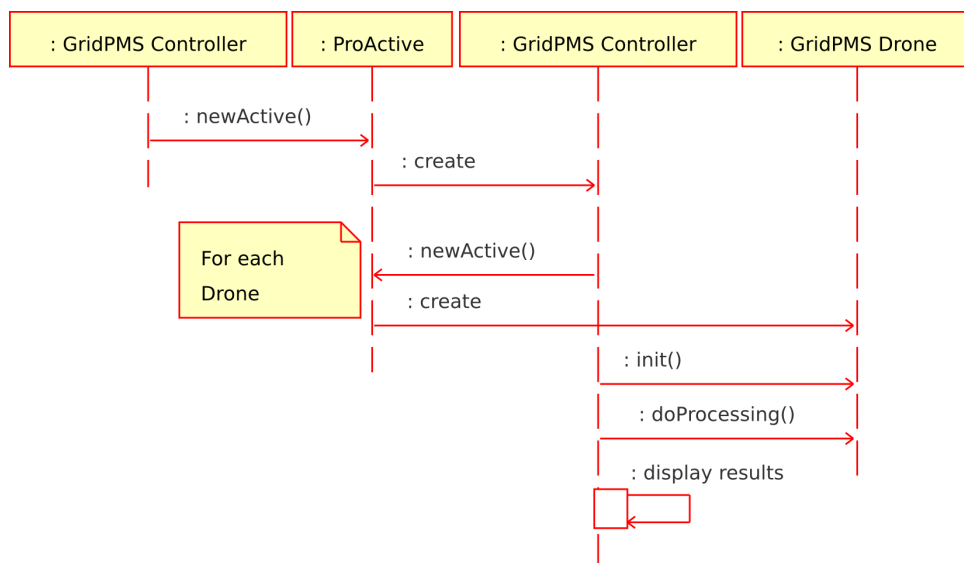 : GridPMS Controller
: ProActive
: GridPMS Controller
: GridPMS Drone
: newActive()
: create
: newActive()
For each
Drone
: create
: init()
: doProcessing()
: display results